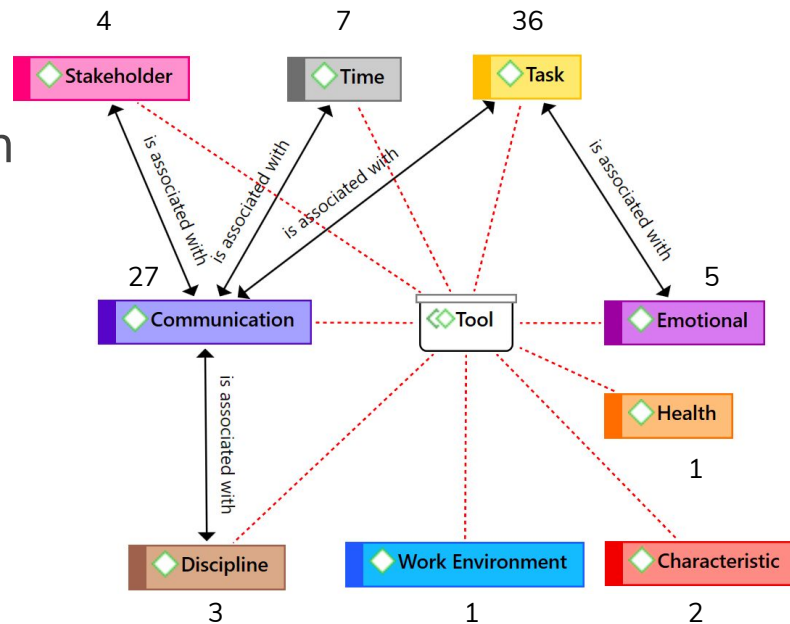 4
7
36
Stakeholder
Time
Task
n
is associated with
is associated with
is associated with
is associated with
27
5
Communication
Tool
Emotional
is associated with
Health
1
Discipline
Work Environment
Characteristic
3
1
2